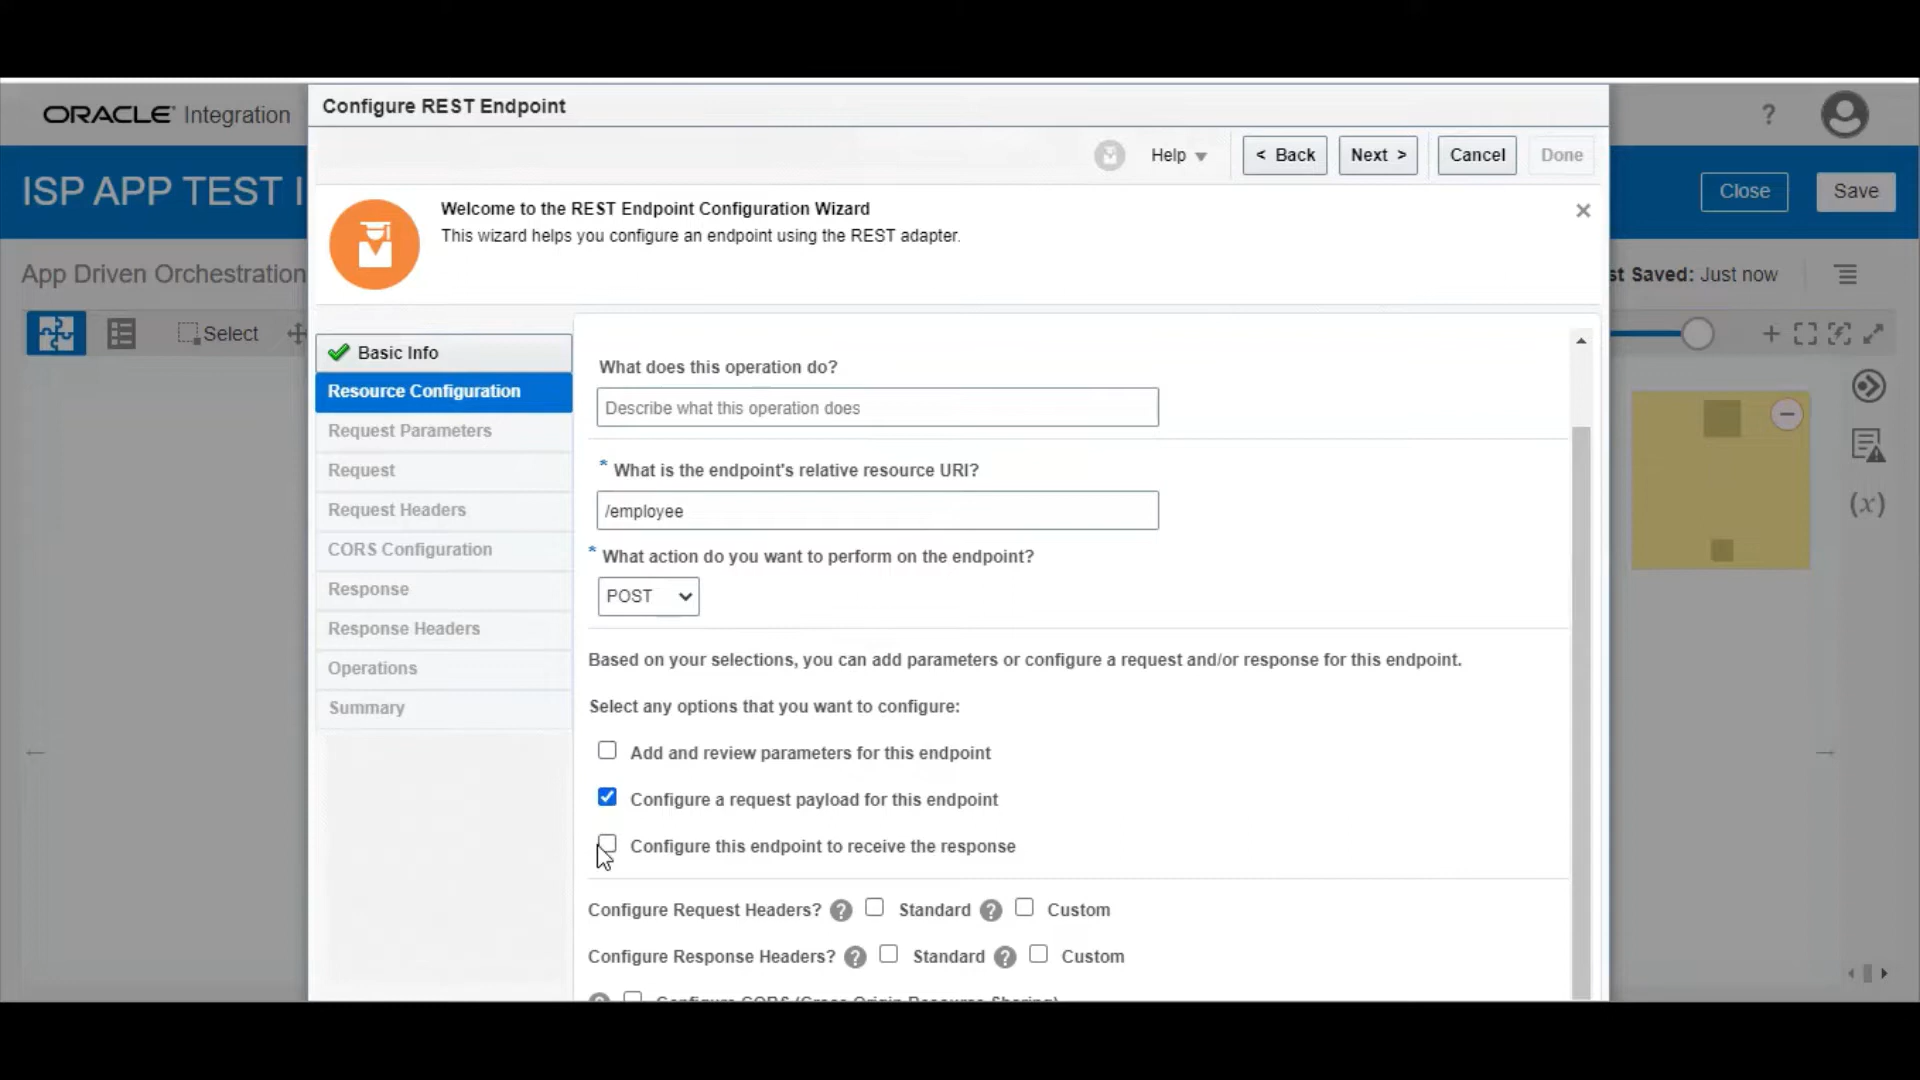 Configure REST Endpoint
ORACLE Integration
?
Help
< Back
Next >
Cancel
Done
ISP APP TEST I
Welcome to the REST Endpoint Configuration Wizard
This wizard helps you configure an endpoint using the REST adapter.
Close
Save
App Driven Orchestration
st Saved: Just now
Select
Basic Info
Resource Configuration
Request Parameters
Request
Request Headers
CORS Configuration
Response
Response Headers
Operations
Summary
What does this operation do?
Describe what this operation does
* What is the endpoint's relative resource URI?
/employee
* What action do you want to perform on the endpoint?
POST
Based on your selections, you can add parameters or configure a request and/or response for this endpoint.
Select any options that you want to configure:
Add and review parameters for this endpoint
Configure a request payload for this endpoint
Configure this endpoint to receive the response
Configure Request Headers? ? Standard ? Custom
Configure Response Headers? ? Standard ? Custom
Configure CORS (Cross Origin Resource Sharing)
(x)